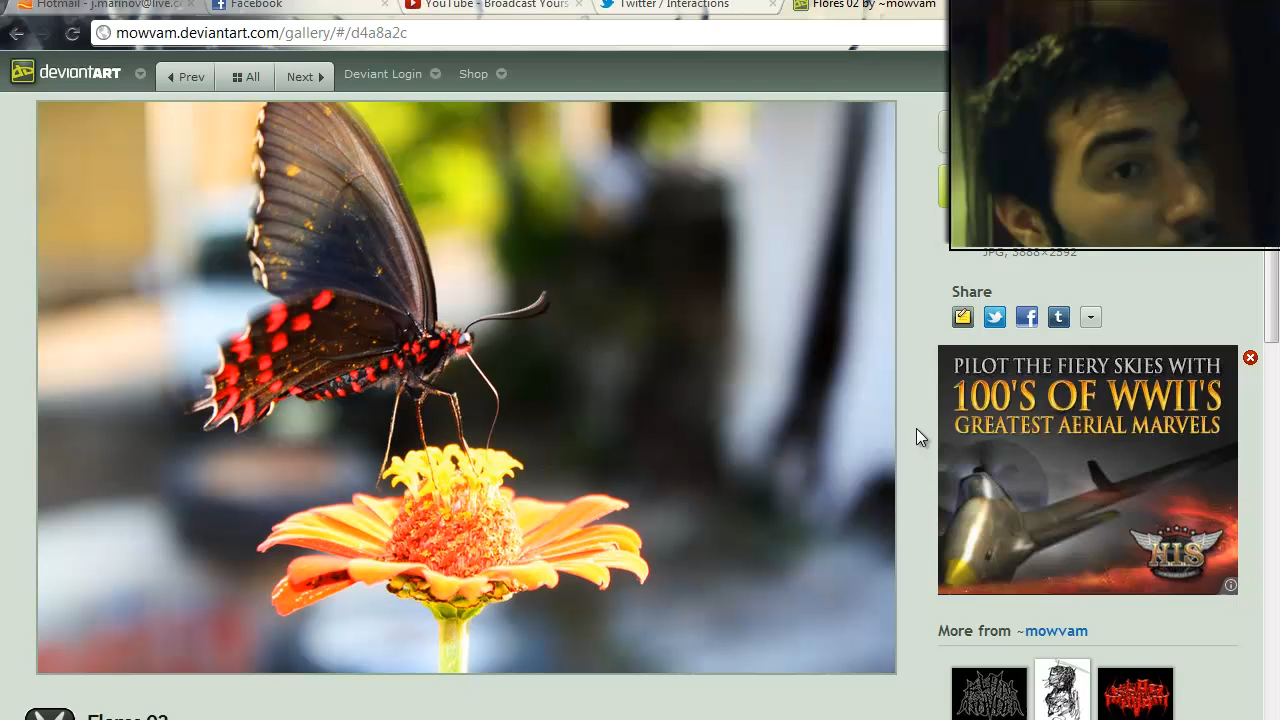 Hotmail - j.marinov@live.c
Facebook
YouTube - Broadcast Yours
Twitter / Interactions
Flores 02 by ~mowvam
mowvam.deviantart.com/gallery/#/d4a8a2c
deviantART
Prev
All
Next
Deviant Login
Shop
JPG, 3888×2592
Share
t
PILOT THE FIERY SKIES WITH
100'S OF WWII'S
GREATEST AERIAL MARVELS
HIS
More from ~mowvam
Flores 02